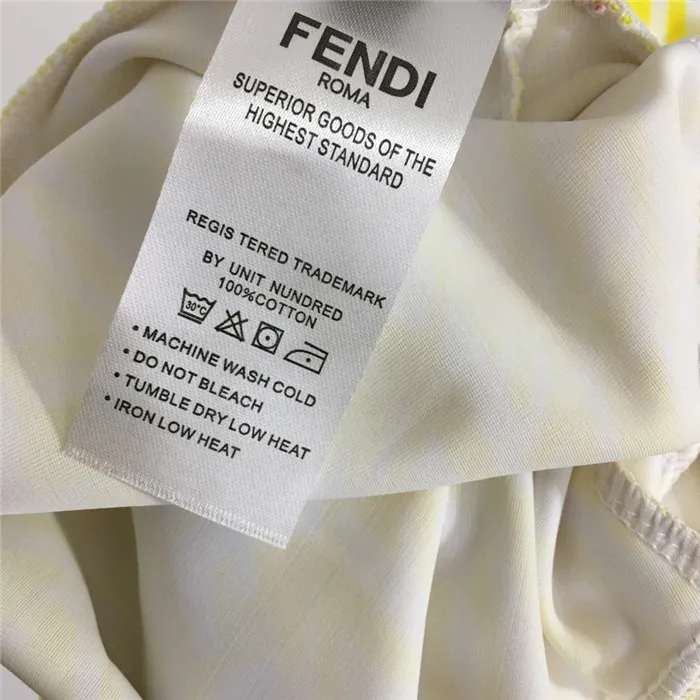 FENDI
ROMA
SUPERIOR GOODS OF THE
HIGHEST STANDARD
REGIS TERED TRADEMARK
BY UNIT NUNDRED
100%COTTON
30°C
• MACHINE WASH COLD
• DO NOT BLEACH
• TUMBLE DRY LOW HEAT
• IRON LOW HEAT